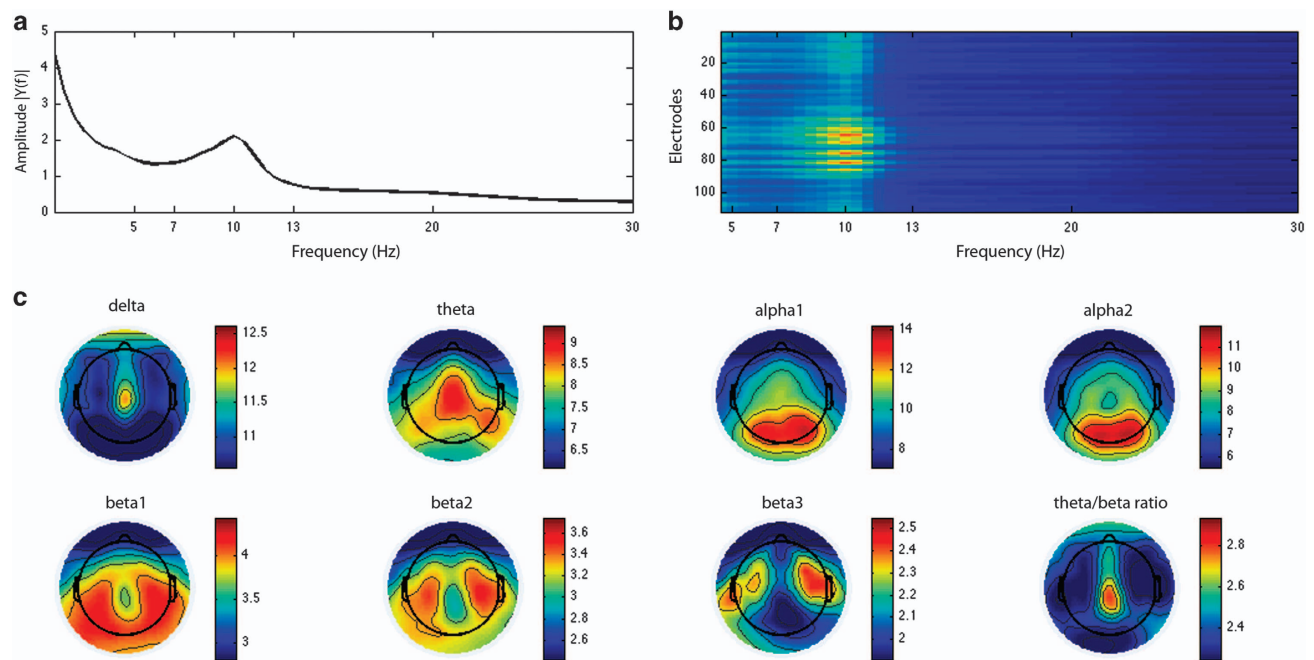 a
Amplitude |Y(f)|
5
4
3
2
1
0
5 7 10 13 20 30
Frequency (Hz)
b
Electrodes
20
40
60
80
100
5 7 10 13 20 30
Frequency (Hz)
c
delta
12.5
12
11.5
11
theta
9
8.5
8
7.5
7
6.5
alpha1
14
12
10
8
alpha2
11
10
9
8
7
6
beta1
4
3.5
3
beta2
3.6
3.4
3.2
3
2.8
2.6
beta3
2.5
2.4
2.3
2.2
2.1
2
theta/beta ratio
2.8
2.6
2.4